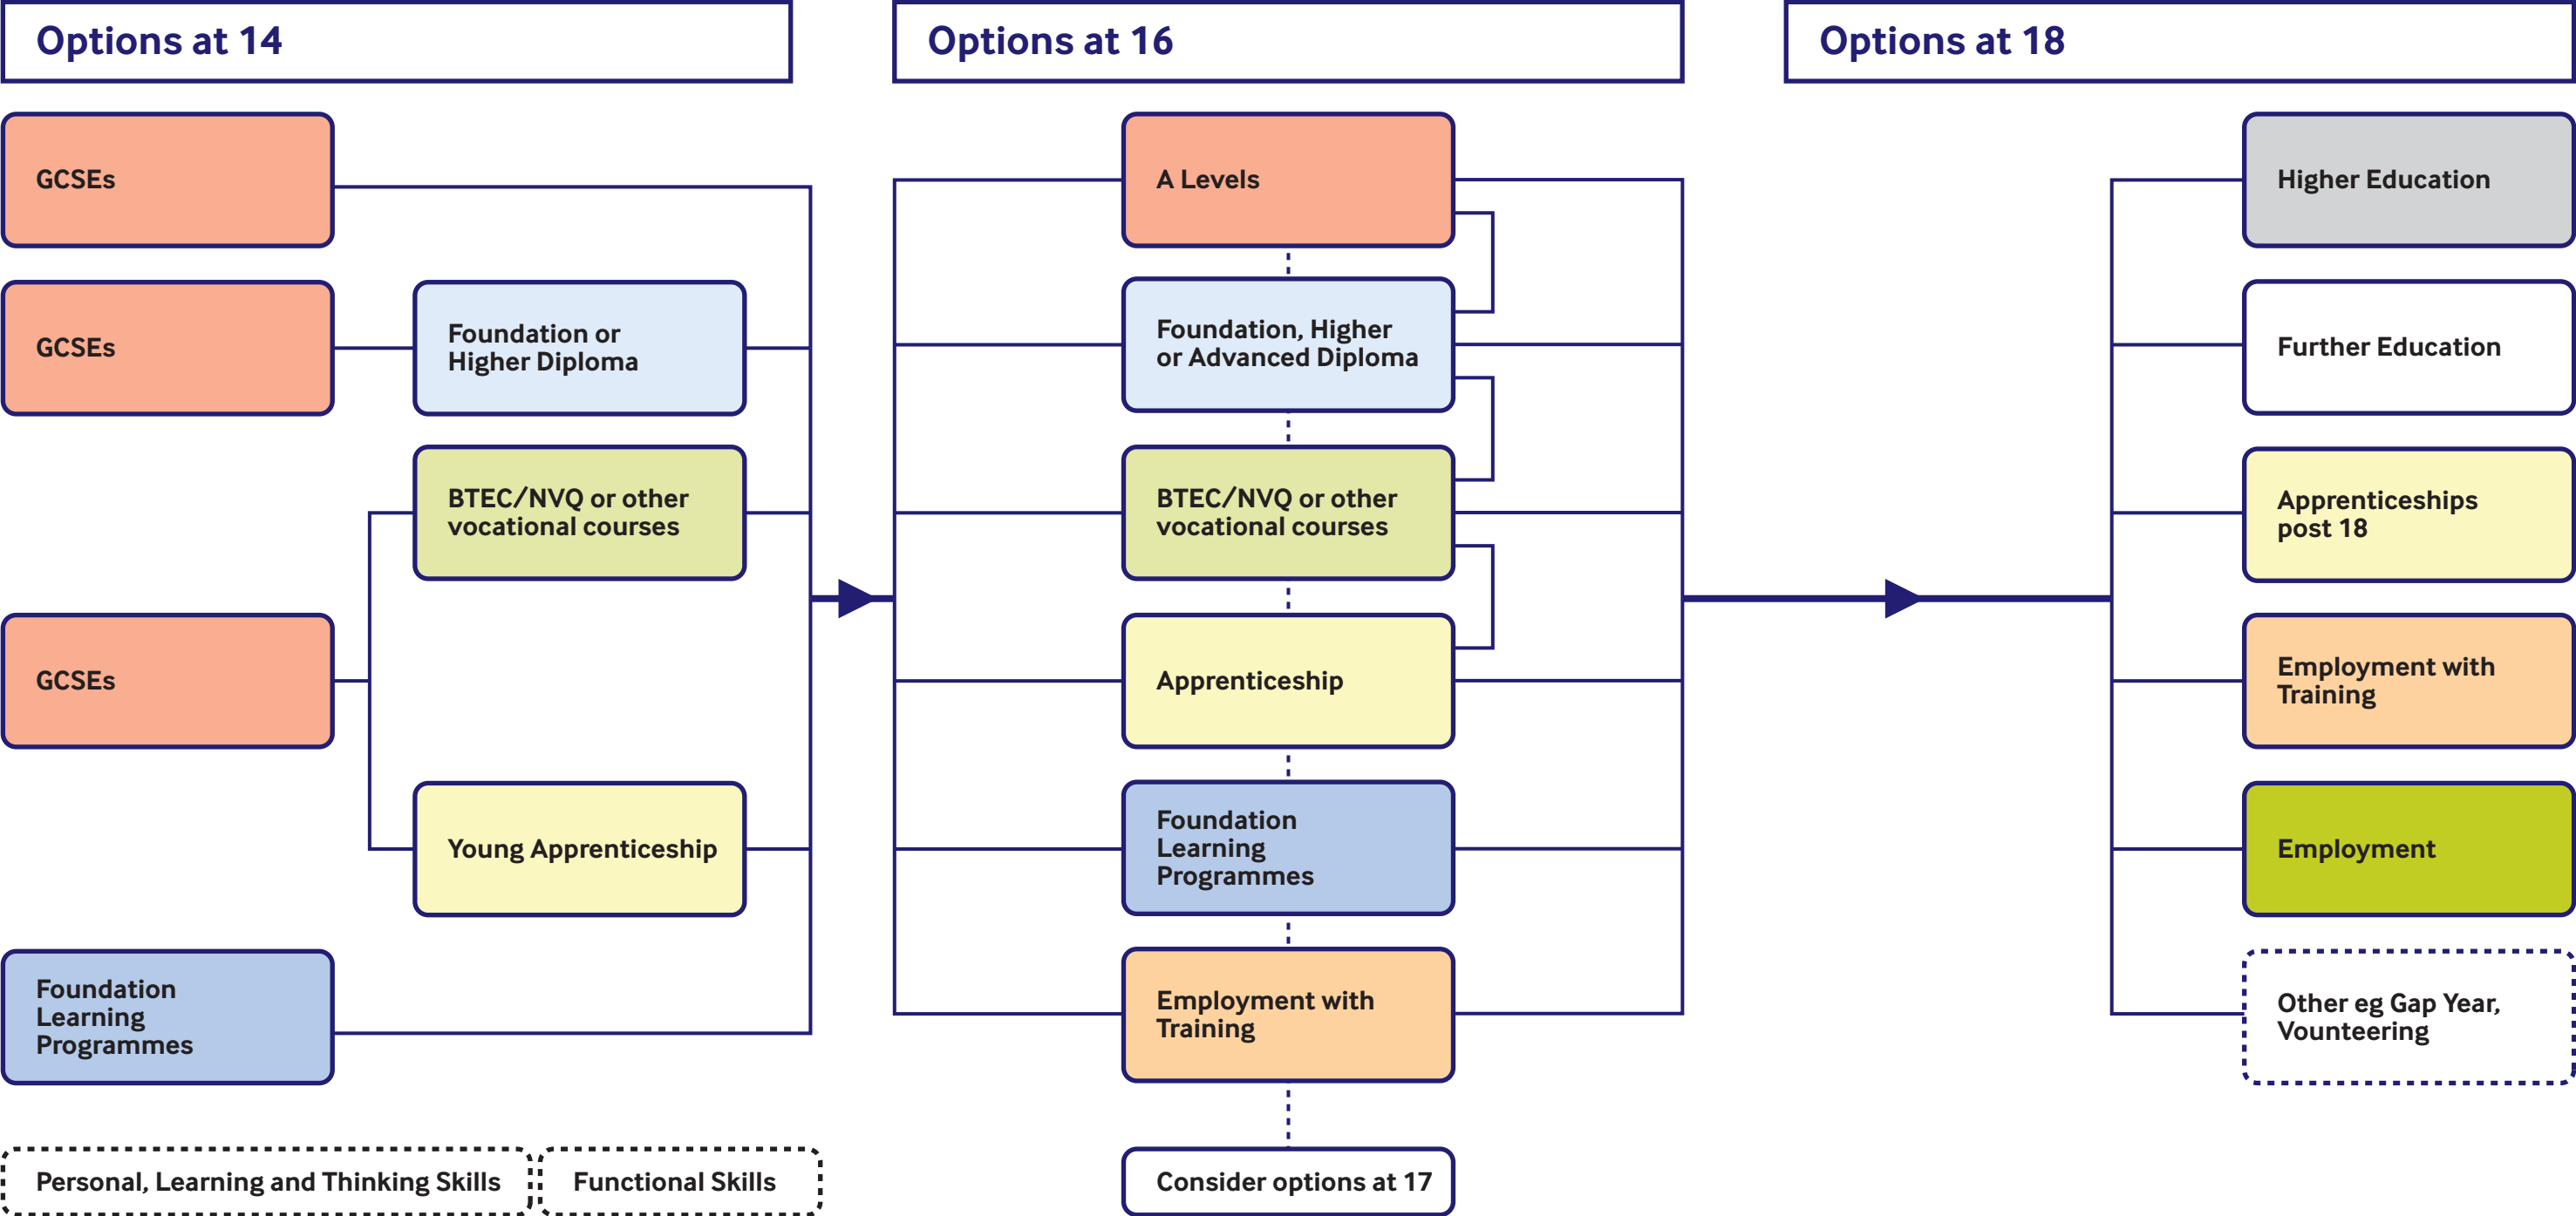 Options at 14
Options at 16
Options at 18
GCSEs
GCSEs
Foundation or
Higher Diploma
BTEC/NVQ or other
vocational courses
GCSEs
Young Apprenticeship
Foundation
Learning
Programmes
Personal, Learning and Thinking Skills
Functional Skills
A Levels
Foundation, Higher
or Advanced Diploma
BTEC/NVQ or other
vocational courses
Apprenticeship
Foundation
Learning
Programmes
Employment with
Training
Consider options at 17
Higher Education
Further Education
Apprenticeships
post 18
Employment with
Training
Employment
Other eg Gap Year,
Vounteering